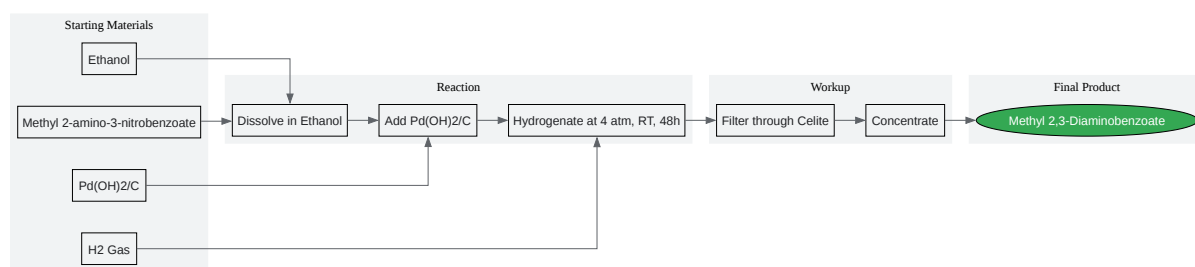 Starting Materials
Ethanol
Methyl 2-amino-3-nitrobenzoate
Pd(OH)2/C
H2 Gas
Reaction
Dissolve in Ethanol
Add Pd(OH)2/C
Hydrogenate at 4 atm, RT, 48h
Workup
Filter through Celite
Concentrate
Final Product
Methyl 2,3-Diaminobenzoate